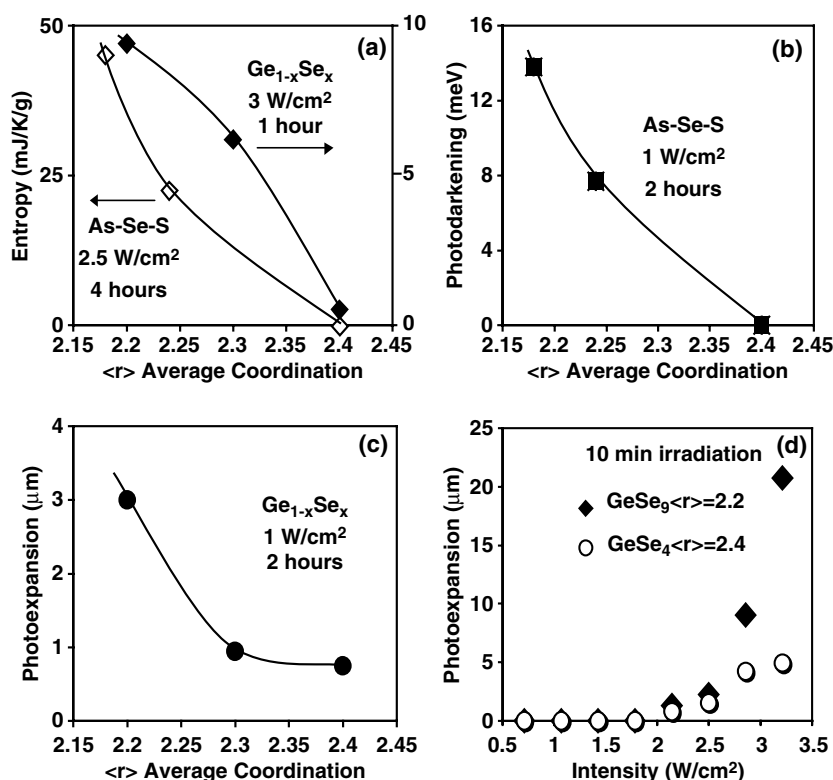 (a)
50
25
0
Entropy (mJ/K/g)
10
5
0
Ge₁₋ₓSeₓ
3 W/cm²
1 hour
As-Se-S
2.5 W/cm²
4 hours
2.15 2.2 2.25 2.3 2.35 2.4 2.45
<r> Average Coordination
(b)
16
12
8
4
0
Photodarkening (meV)
As-Se-S
1 W/cm²
2 hours
2.15 2.2 2.25 2.3 2.35 2.4 2.45
<r> Average Coordination
(c)
4
3
2
1
0
Photoexpansion (μm)
Ge₁₋ₓSeₓ
1 W/cm²
2 hours
2.15 2.2 2.25 2.3 2.35 2.4 2.45
<r> Average Coordination
(d)
25
20
15
10
5
0
Photoexpansion (μm)
10 min irradiation
GeSe₉<r>=2.2
GeSe₄<r>=2.4
0.5 1 1.5 2 2.5 3 3.5
Intensity (W/cm²)